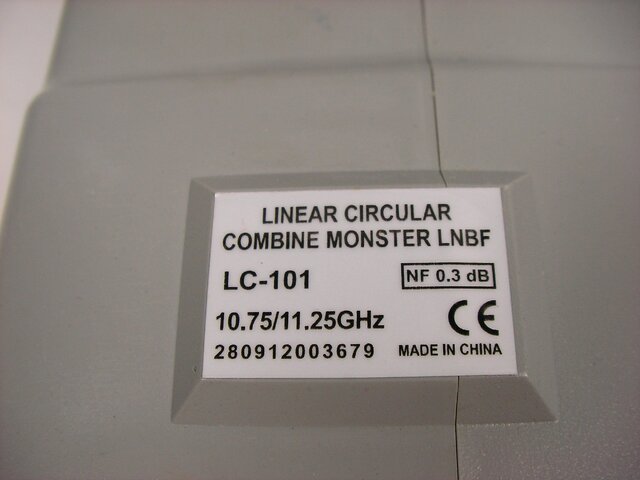 LINEAR CIRCULAR
COMBINE MONSTER LNBF
LC-101 NF 0.3 dB
10.75/11.25GHz CE
280912003679 MADE IN CHINA